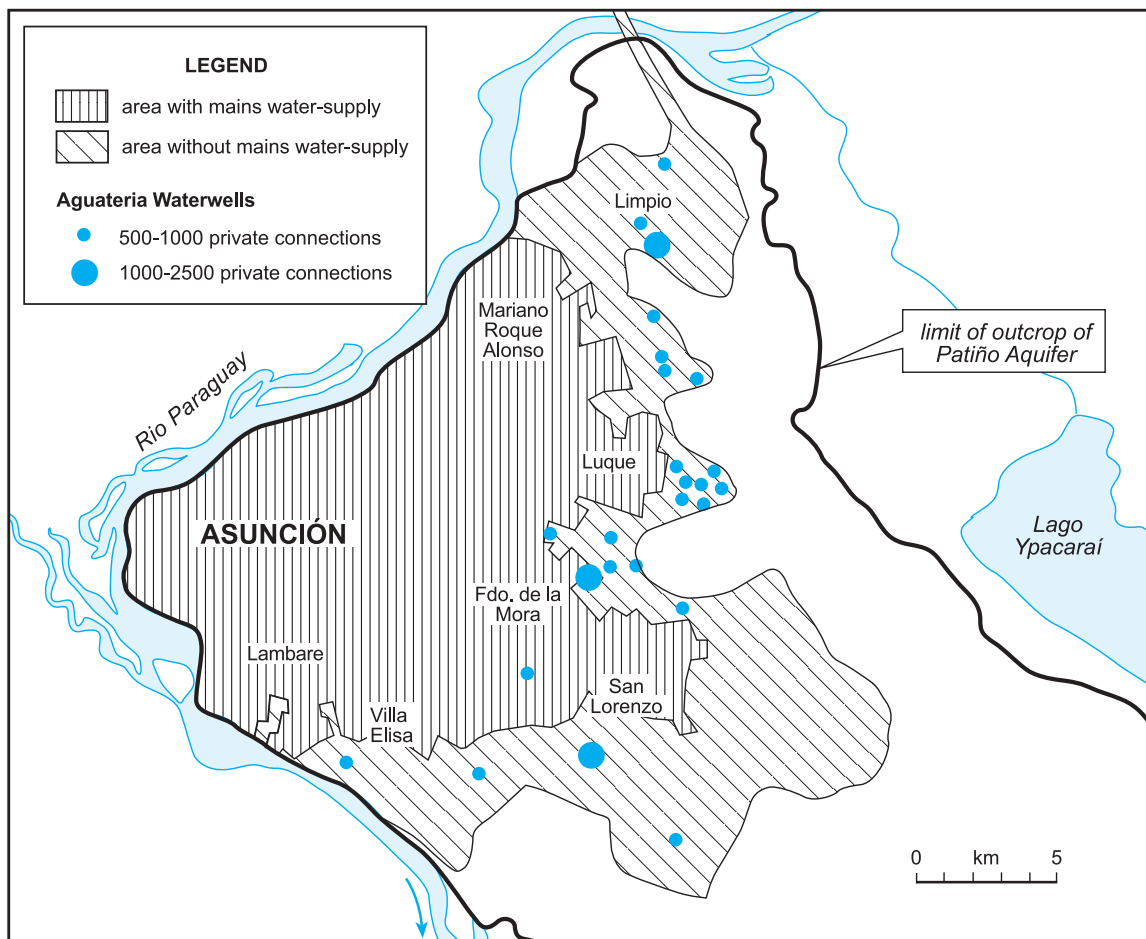 LEGEND
area with mains water-supply
area without mains water-supply
Aguateria Waterwells
500-1000 private connections
1000-2500 private connections
Limpio
Mariano
Roque
Alonso
limit of outcrop of
Patiño Aquifer
Rio Paraguay
Luque
ASUNCIÓN
Lago
Ypacaraí
Fdo. de la
Mora
Lambare
San
Lorenzo
Villa
Elisa
0 km 5